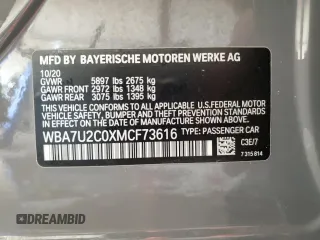 MFD BY BAYERISCHE MOTOREN WERKE AG
10/20
GVWR 5897 lbs 2675 kg
GAWR FRONT 2972 lbs 1348 kg
GAWR REAR 3075 lbs 1395 kg
THIS VEHICLE CONFORMS TO ALL APPLICABLE
U.S. FEDERAL MOTOR VEHICLE SAFETY, BUMPER,
AND THEFT PREVENTION STANDARDS IN EFFECT
ON THE DATE OF MANUFACTURE SHOWN ABOVE.
WBA7U2C0XMCF73616 TYPE: PASSENGER CAR
C3E/7
7 315 814
© DREAMBID